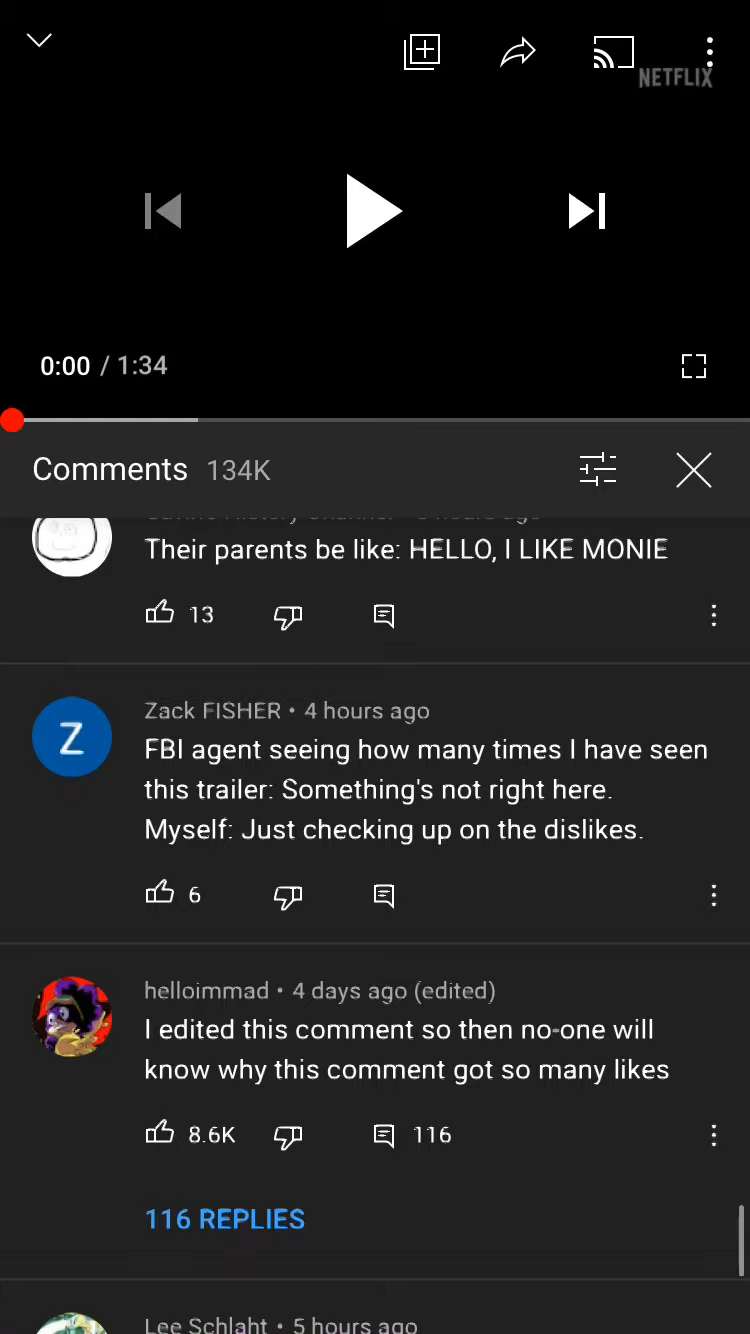 NETFLIX
0:00 / 1:34
Comments 134K
Their parents be like: HELLO, I LIKE MONIE
13
Z
Zack FISHER • 4 hours ago
FBI agent seeing how many times I have seen
this trailer: Something's not right here.
Myself: Just checking up on the dislikes.
6
helloimmad • 4 days ago (edited)
I edited this comment so then no-one will
know why this comment got so many likes
8.6K 116
116 REPLIES
Lee Schlaht • 5 hours ago